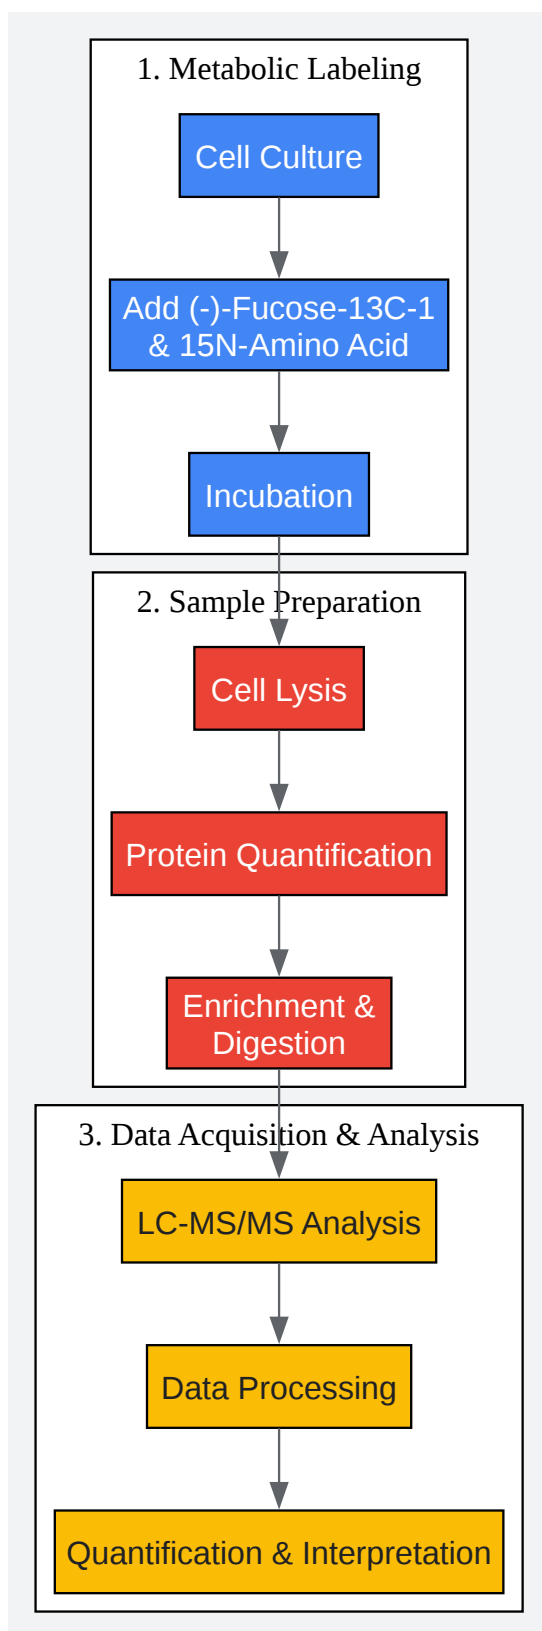 1. Metabolic Labeling
Cell Culture
Add (-)-Fucose-13C-1
& 15N-Amino Acid
Incubation
2. Sample Preparation
Cell Lysis
Protein Quantification
Enrichment &
Digestion
3. Data Acquisition & Analysis
LC-MS/MS Analysis
Data Processing
Quantification & Interpretation